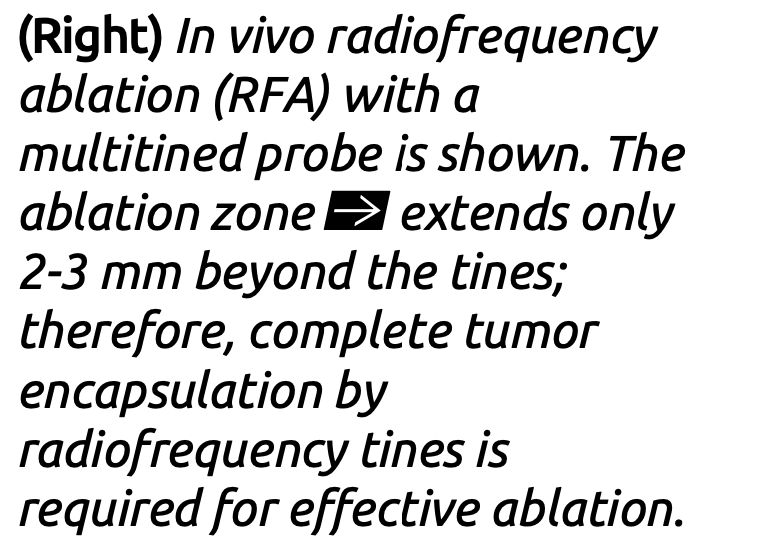 (Right) In vivo radiofrequency
ablation (RFA) with a
multitined probe is shown. The
ablation zone ➡ extends only
2-3 mm beyond the tines;
therefore, complete tumor
encapsulation by
radiofrequency tines is
required for effective ablation.